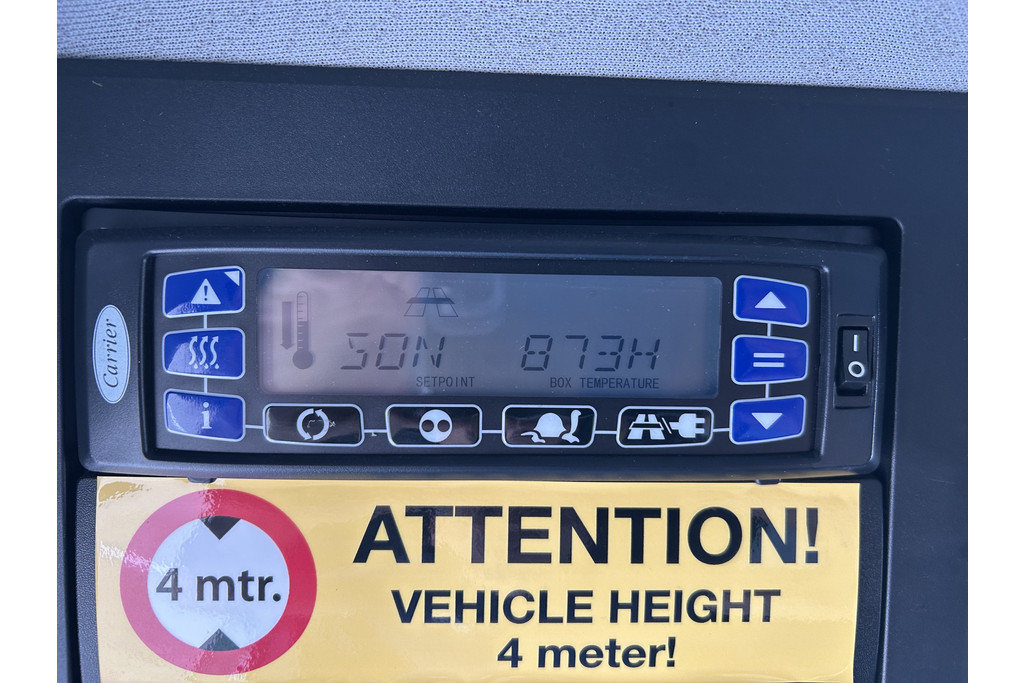 Carrier
SON 873H
SETPOINT BOX TEMPERATURE
i
I
O
4 mtr.
ATTENTION!
VEHICLE HEIGHT
4 meter!